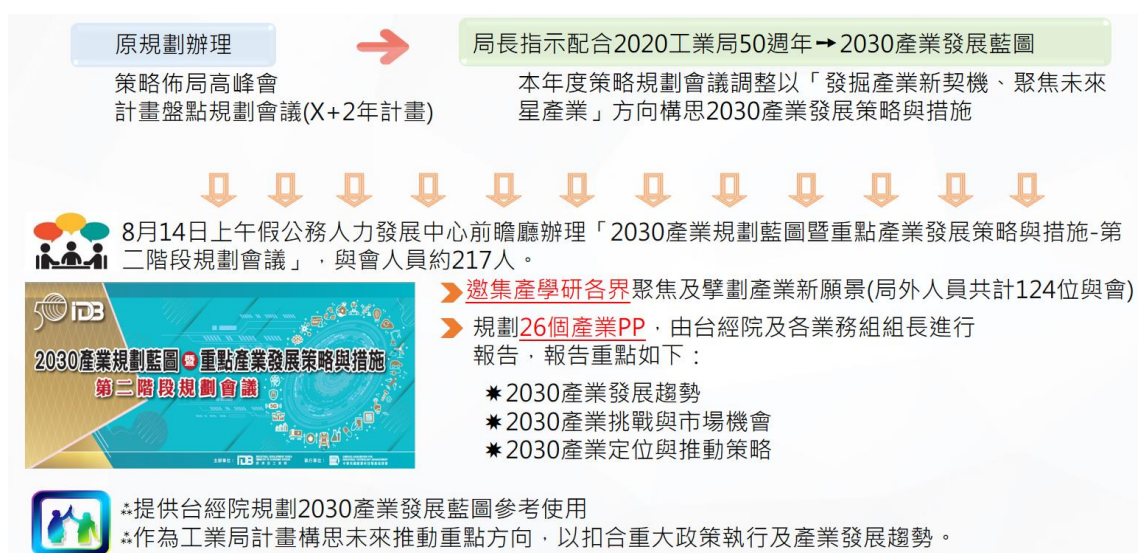 原規劃辦理
局長指示配合2020工業局50週年➙2030產業發展藍圖
策略佈局高峰會
計畫盤點規劃會議(X+2年計畫)
本年度策略規劃會議調整以「發掘產業新契機、聚焦未來
星產業」方向構思2030產業發展策略與措施
8月14日上午假公務人力發展中心前瞻廳辦理「2030產業規劃藍圖暨重點產業發展策略與措施-第
二階段規劃會議」，與會人員約217人。
邀集產學研各界聚焦及擘劃產業新願景(局外人員共計124位與會)
規劃26個產業PP，由台經院及各業務組組長進行
報告，報告重點如下：
✷2030產業發展趨勢
✷2030產業挑戰與市場機會
✷2030產業定位與推動策略
50 IDB
2030產業規劃藍圖暨重點產業發展策略與措施
第二階段規劃會議
主辦單位：IDB
⁂提供台經院規劃2030產業發展藍圖參考使用
⁂作為工業局計畫構思未來推動重點方向，以扣合重大政策執行及產業發展趨勢。